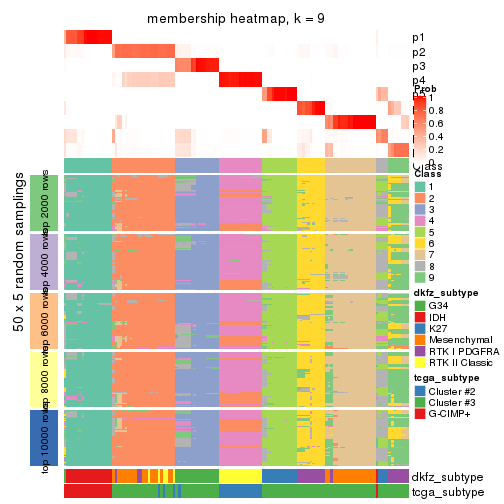 membership heatmap, k = 9
p1
p2
p3
p4
Prob
1
0.8
0.6
0.4
0.2
0
Class
Class
1
2
3
4
5
6
7
8
9
50 x 5 random samplings
top 2000 rows
top 4000 rows
top 6000 rows
top 8000 rows
top 10000 rows
dkfz_subtype
G34
IDH
K27
Mesenchymal
RTK I PDGFRA
RTK II Classic
tcga_subtype
Cluster #2
Cluster #3
G-CIMP+
dkfz_subtype
tcga_subtype